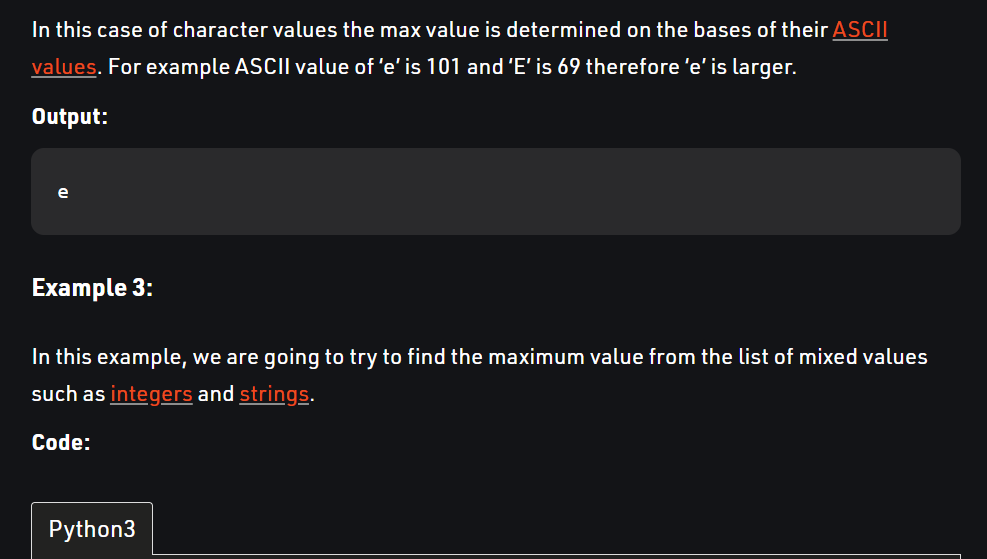 In this case of character values the max value is determined on the bases of their ASCII
values. For example ASCII value of ‘e’ is 101 and ‘E’ is 69 therefore ‘e’ is larger.
Output:
e
Example 3:
In this example, we are going to try to find the maximum value from the list of mixed values
such as integers and strings.
Code:
Python3